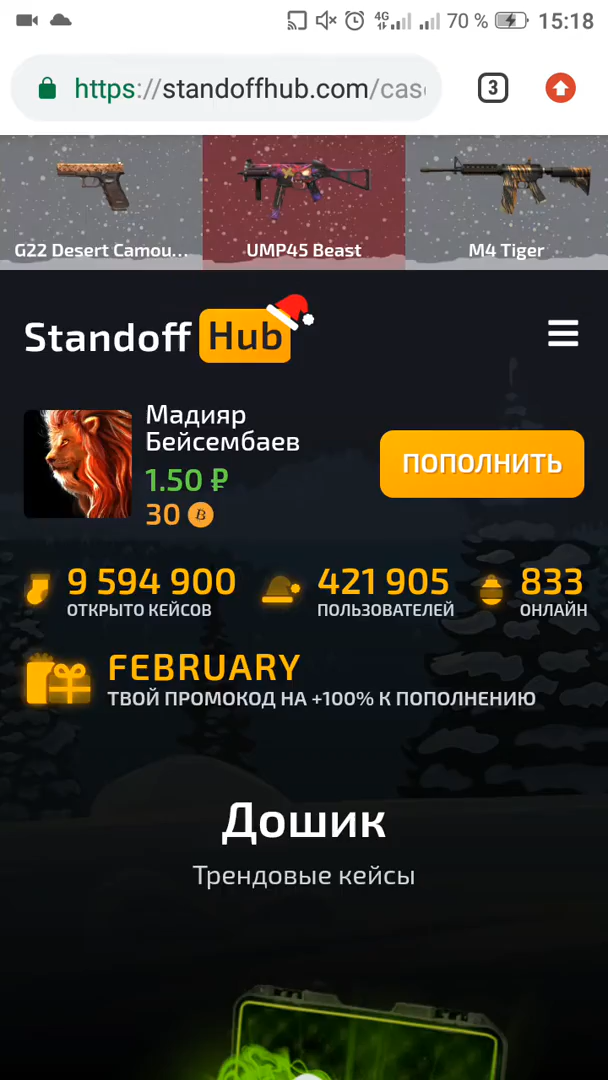 4G 70 % 15:18
https://standoffhub.com/cas
3
G22 Desert Camou... UMP45 Beast M4 Tiger
Standoff Hub
Мадияр
Бейсембаев
1.50 ₽
30
ПОПОЛНИТЬ
9 594 900 421 905 833
ОТКРЫТО КЕЙСОВ ПОЛЬЗОВАТЕЛЕЙ ОНЛАЙН
FEBRUARY
ТВОЙ ПРОМОКОД НА +100% К ПОПОЛНЕНИЮ
Дошик
Трендовые кейсы